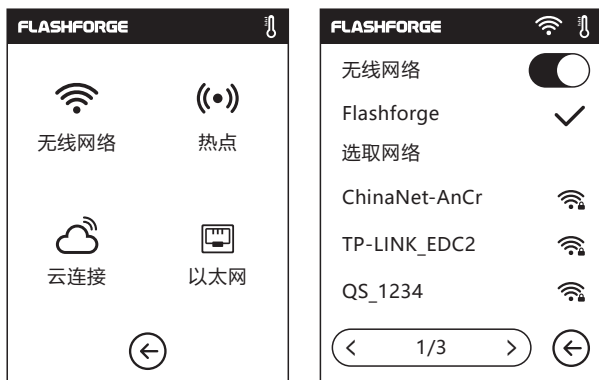 FLASHFORGE
无线网络
热点
云连接
以太网
FLASHFORGE
无线网络
Flashforge
选取网络
ChinaNet-AnCr
TP-LINK_EDC2
QS_1234
1/3